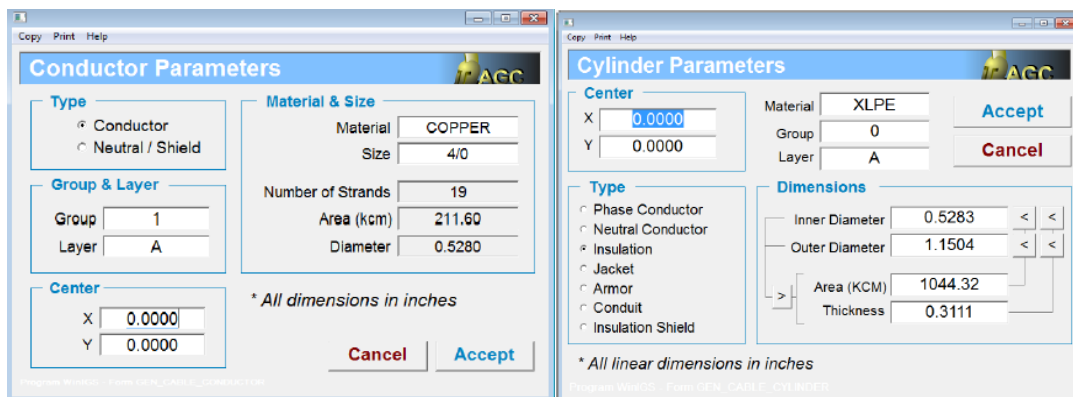 Copy Print Help
Conductor Parameters
AGC
Type
Conductor
Neutral / Shield
Group & Layer
Group 1
Layer A
Center
X 0.0000
Y 0.0000
Material & Size
Material COPPER
Size 4/0
Number of Strands 19
Area (kcm) 211.60
Diameter 0.5280
* All dimensions in inches
Cancel Accept
Program WinIGS - Form GEN_CABLE_CONDUCTOR
Copy Print Help
Cylinder Parameters
AGC
Center
X 0.0000
Y 0.0000
Material XLPE
Group 0
Layer A
Accept
Cancel
Type
Phase Conductor
Neutral Conductor
Insulation
Jacket
Armor
Conduit
Insulation Shield
Dimensions
Inner Diameter 0.5283 < <
Outer Diameter 1.1504 < <
> Area (KCM) 1044.32
Thickness 0.3111
* All linear dimensions in inches
Program WinIGS - Form GEN_CABLE_CYLINDER